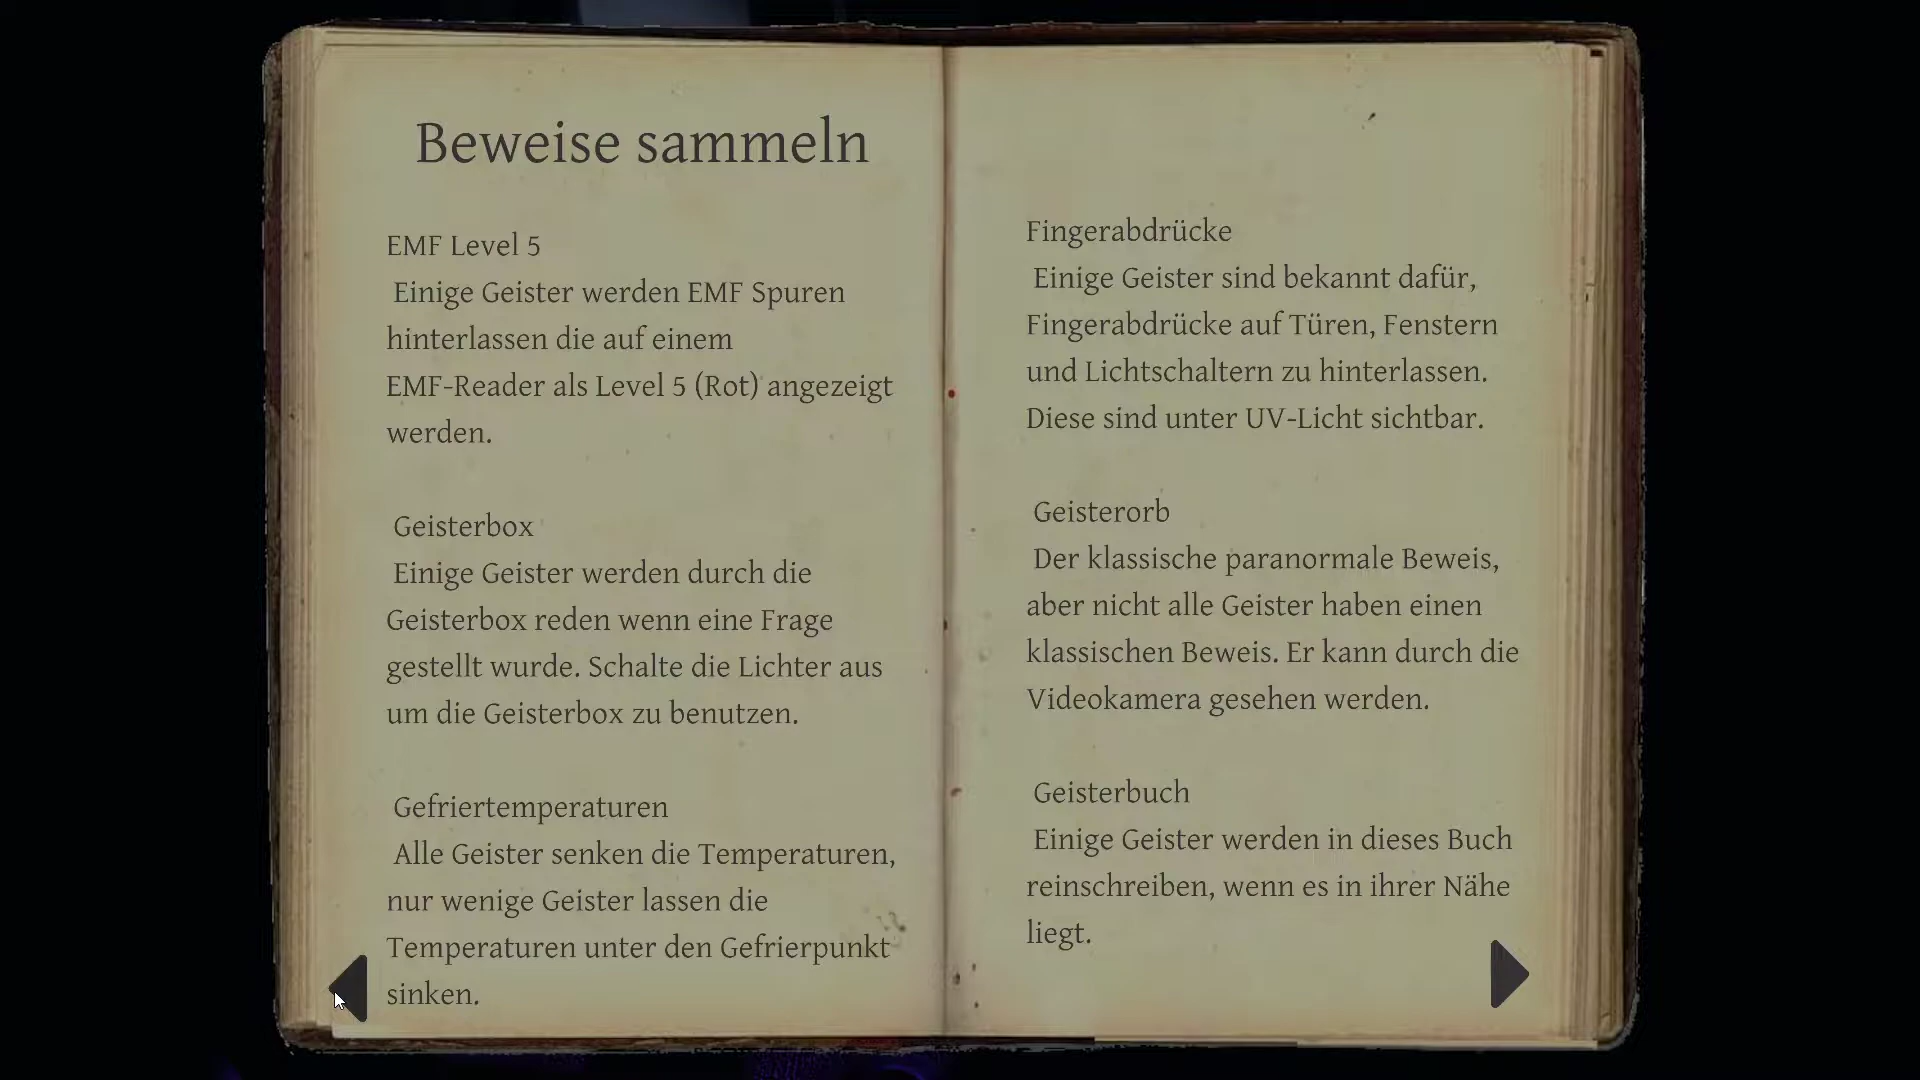 Beweise sammeln
EMF Level 5
Einige Geister werden EMF Spuren
hinterlassen die auf einem
EMF-Reader als Level 5 (Rot) angezeigt
werden.
Geisterbox
Einige Geister werden durch die
Geisterbox reden wenn eine Frage
gestellt wurde. Schalte die Lichter aus
um die Geisterbox zu benutzen.
Gefriertemperaturen
Alle Geister senken die Temperaturen,
nur wenige Geister lassen die
Temperaturen unter den Gefrierpunkt
sinken.
Fingerabdrücke
Einige Geister sind bekannt dafür,
Fingerabdrücke auf Türen, Fenstern
und Lichtschaltern zu hinterlassen.
Diese sind unter UV-Licht sichtbar.
Geisterorb
Der klassische paranormale Beweis,
aber nicht alle Geister haben einen
klassischen Beweis. Er kann durch die
Videokamera gesehen werden.
Geisterbuch
Einige Geister werden in dieses Buch
reinschreiben, wenn es in ihrer Nähe
liegt.